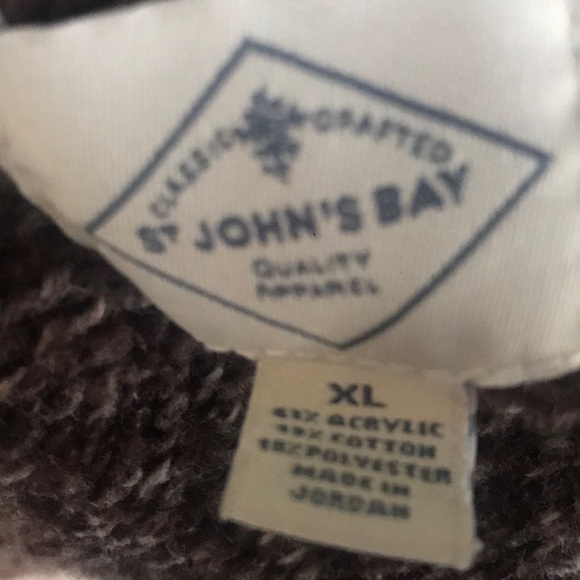 CLASSIC CRAFTED
ST JOHN'S BAY
QUALITY
APPAREL
XL
ACRYLIC
COTTON
POLYESTER
MADE IN
JORDAN